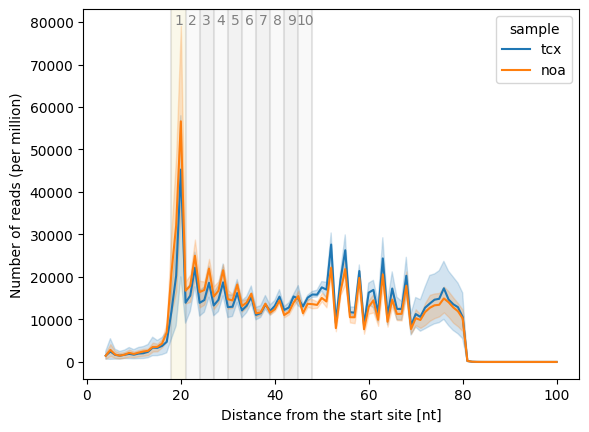 80000
70000
60000
50000
40000
30000
20000
10000
0
Number of reads (per million)
1 2 3 4 5 6 7 8 9 10
sample
tcx
noa
0 20 40 60 80 100
Distance from the start site [nt]